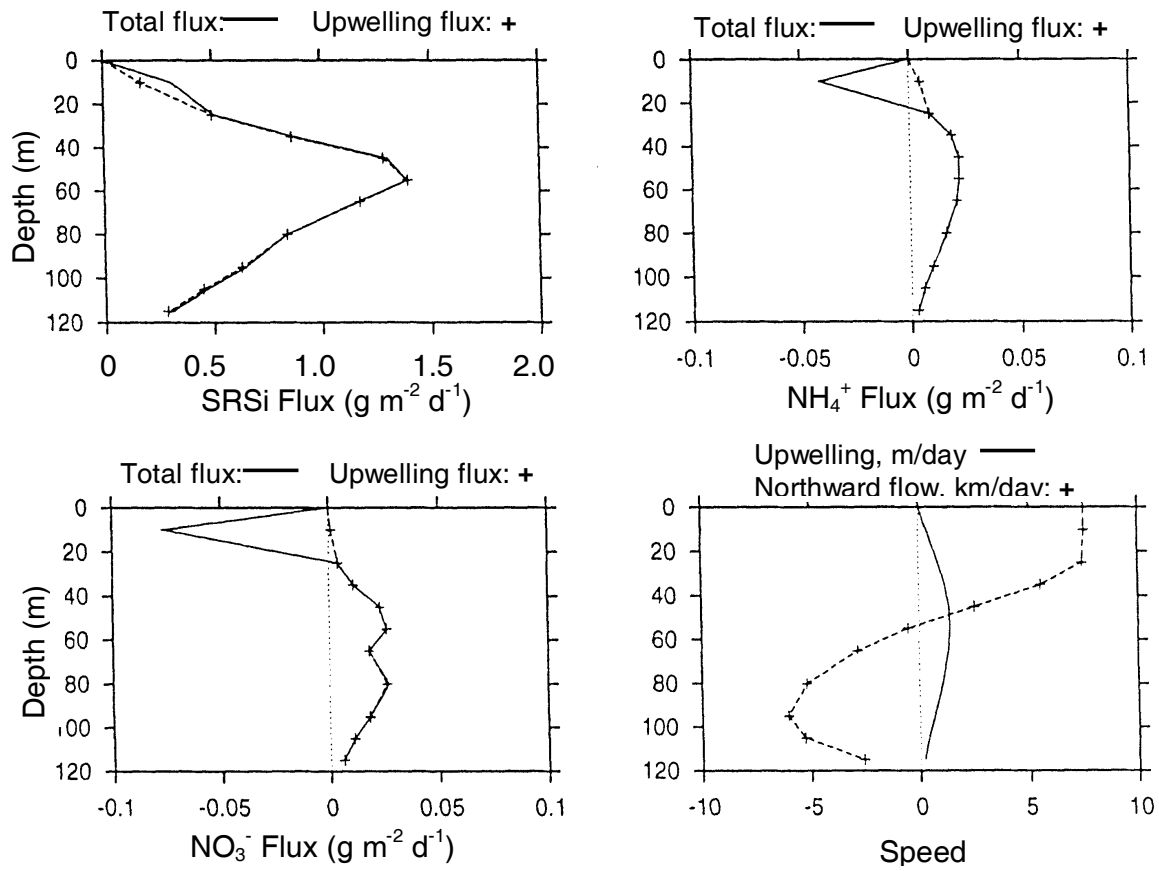 Total flux: Upwelling flux: +
0
20
40
60
80
100
120
Depth (m)
0 0.5 1.0 1.5 2.0
SRSi Flux (g m⁻² d⁻¹)
Total flux: Upwelling flux: +
0
20
40
60
80
100
120
-0.1 -0.05 0 0.05 0.1
NH₄⁺ Flux (g m⁻² d⁻¹)
Total flux: Upwelling flux: +
0
20
40
60
80
100
120
Depth (m)
-0.1 -0.05 0 0.05 0.1
NO₃⁻ Flux (g m⁻² d⁻¹)
Upwelling, m/day
Northward flow, km/day: +
0
20
40
60
80
100
120
-10 -5 0 5 10
Speed